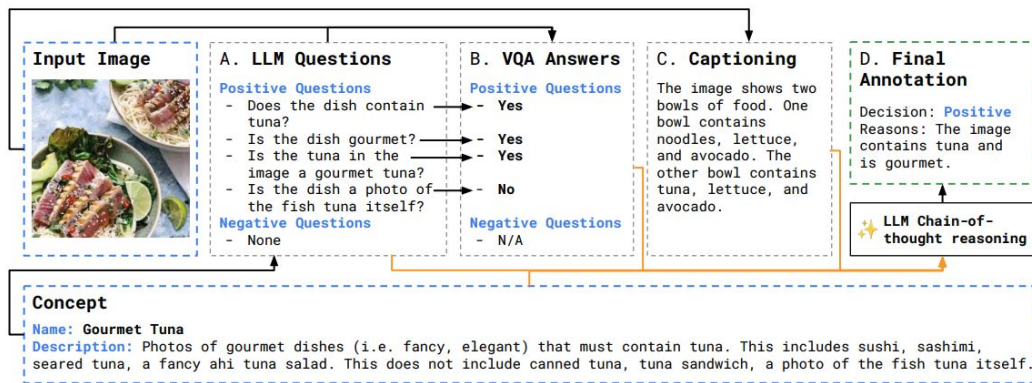 Input Image
A. LLM Questions
Positive Questions
- Does the dish contain
tuna?
- Is the dish gourmet?
- Is the tuna in the
image a gourmet tuna?
- Is the dish a photo of
the fish tuna itself?
Negative Questions
- None
B. VQA Answers
Positive Questions
- Yes
- Yes
- Yes
- No
Negative Questions
- N/A
C. Captioning
The image shows two
bowls of food. One
bowl contains
noodles, lettuce,
and avocado. The
other bowl contains
tuna, lettuce, and
avocado.
D. Final
Annotation
Decision: Positive
Reasons: The image
contains tuna and
is gourmet.
LLM Chain-of-
thought reasoning
Concept
Name: Gourmet Tuna
Description: Photos of gourmet dishes (i.e. fancy, elegant) that must contain tuna. This includes sushi, sashimi,
seared tuna, a fancy ahi tuna salad. This does not include canned tuna, tuna sandwich, a photo of the fish tuna itself